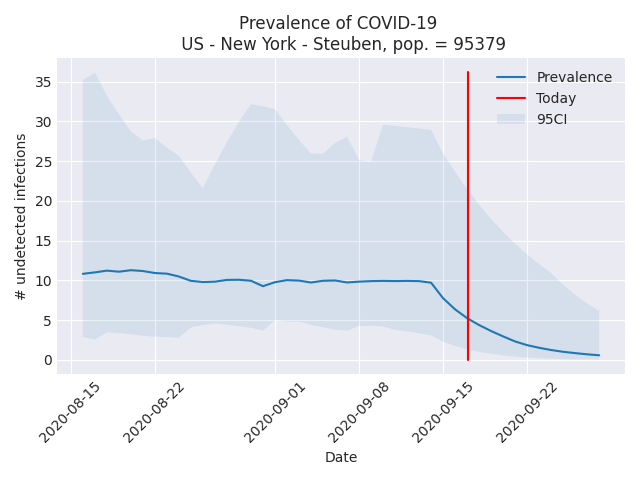 Prevalence of COVID-19
US - New York - Steuben, pop. = 95379
Prevalence
Today
95CI
# undetected infections
35
30
25
20
15
10
5
0
2020-08-15
2020-08-22
2020-09-01
2020-09-08
2020-09-15
2020-09-22
Date